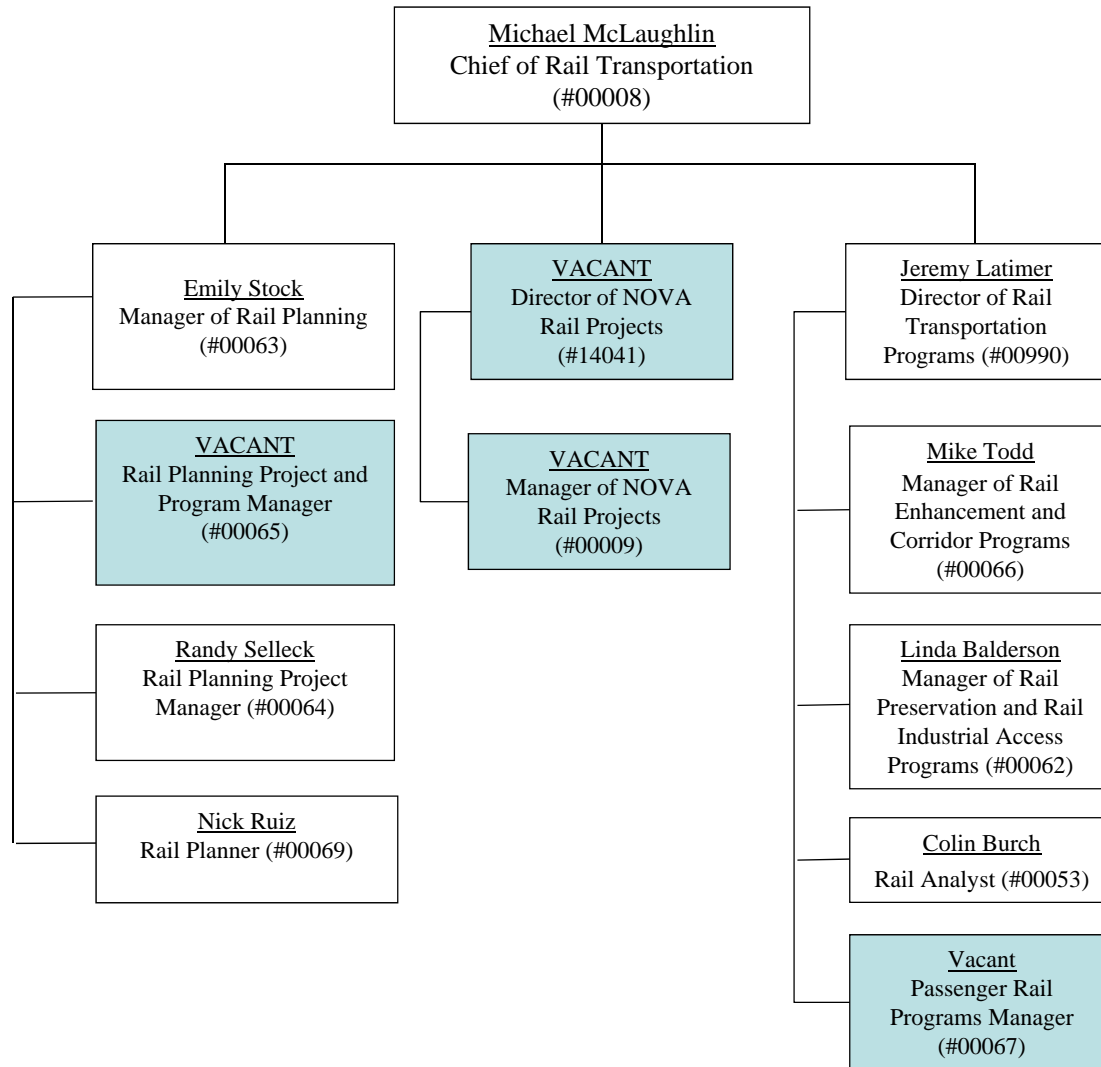 Michael McLaughlin
Chief of Rail Transportation
(#00008)
Emily Stock
Manager of Rail Planning
(#00063)
VACANT
Rail Planning Project and
Program Manager
(#00065)
Randy Selleck
Rail Planning Project
Manager (#00064)
Nick Ruiz
Rail Planner (#00069)
VACANT
Director of NOVA
Rail Projects
(#14041)
VACANT
Manager of NOVA
Rail Projects
(#00009)
Jeremy Latimer
Director of Rail
Transportation
Programs (#00990)
Mike Todd
Manager of Rail
Enhancement and
Corridor Programs
(#00066)
Linda Balderson
Manager of Rail
Preservation and Rail
Industrial Access
Programs (#00062)
Colin Burch
Rail Analyst (#00053)
Vacant
Passenger Rail
Programs Manager
(#00067)